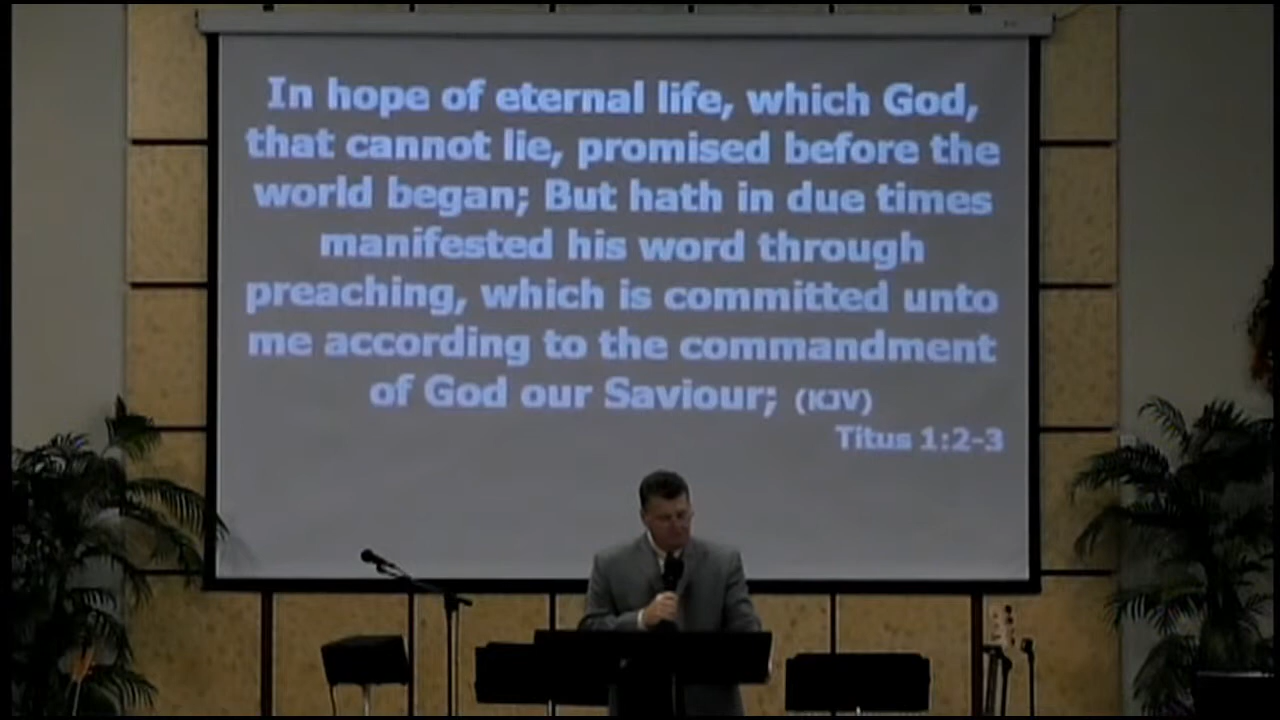 In hope of eternal life, which God,
that cannot lie, promised before the
world began; But hath in due times
manifested his word through
preaching, which is committed unto
me according to the commandment
of God our Saviour; (KJV)
Titus 1:2-3